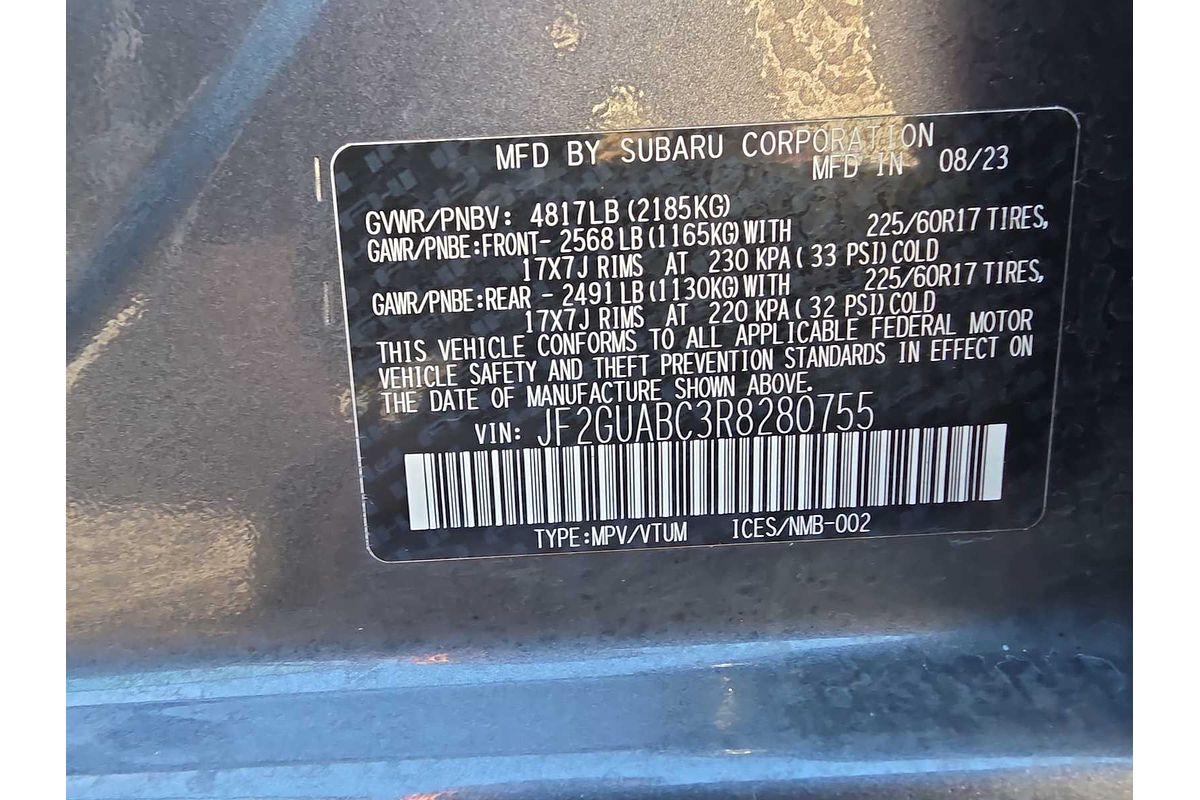 MFD BY SUBARU CORPORATION
MFD IN 08/23
GVWR/PNBV: 4817LB (2185KG)
GAWR/PNBE:FRONT- 2568 LB (1165KG) WITH 225/60R17 TIRES,
17X7J RIMS AT 230 KPA ( 33 PSI) COLD
GAWR/PNBE:REAR - 2491 LB (1130KG) WITH 225/60R17 TIRES,
17X7J RIMS AT 220 KPA ( 32 PSI) COLD
THIS VEHICLE CONFORMS TO ALL APPLICABLE FEDERAL MOTOR
VEHICLE SAFETY AND THEFT PREVENTION STANDARDS IN EFFECT ON
THE DATE OF MANUFACTURE SHOWN ABOVE.
VIN: JF2GUABC3R8280755
TYPE:MPV/VTUM ICES/NMB-002